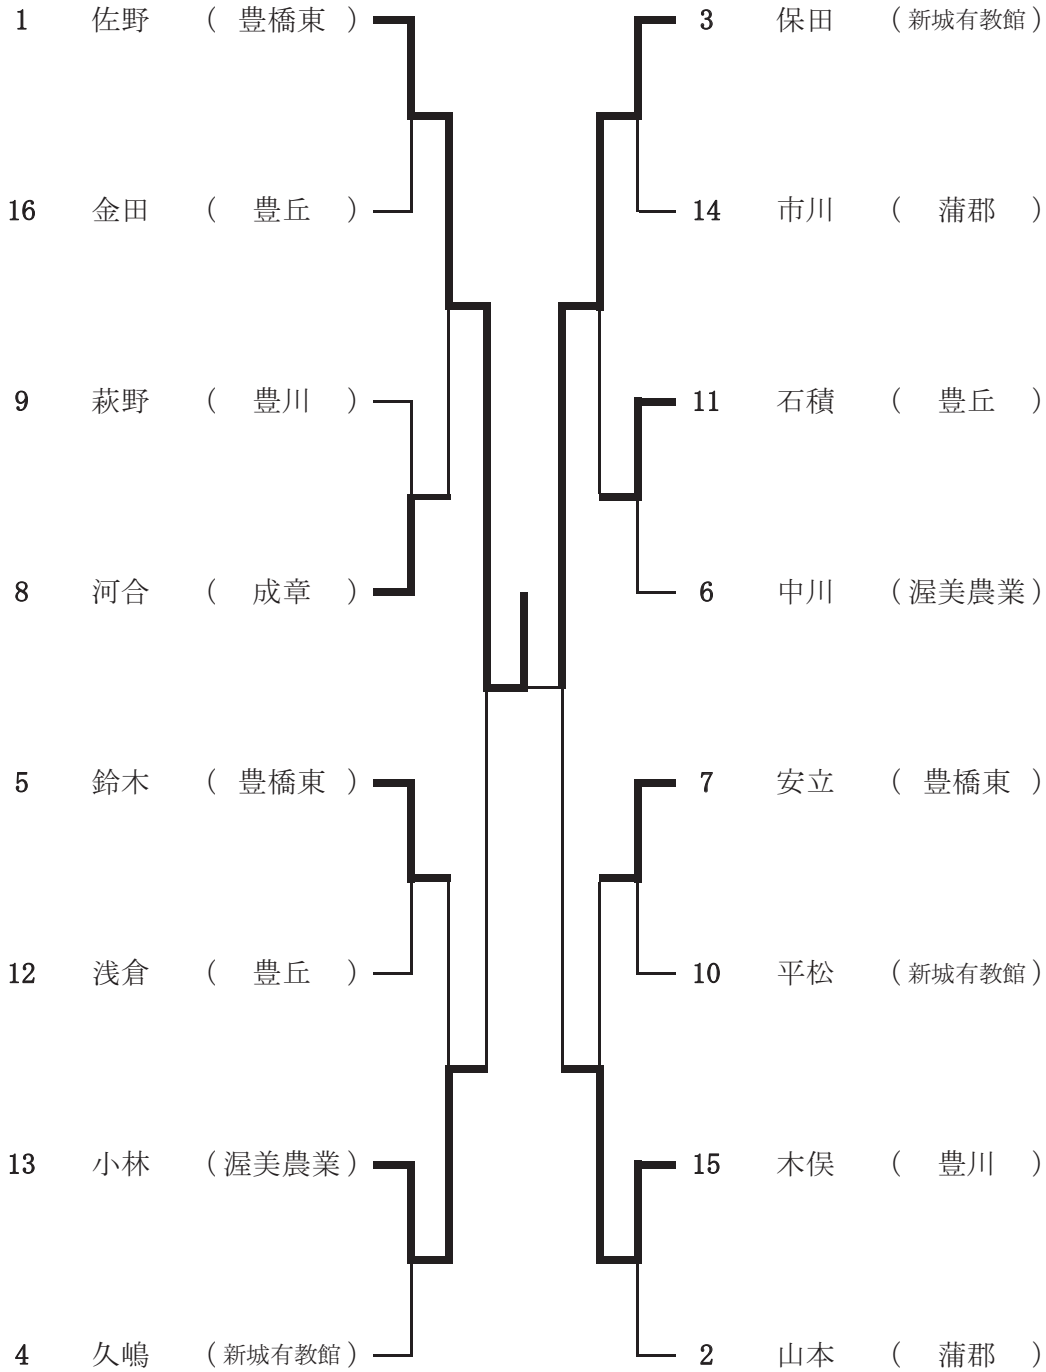 1 佐野 ( 豊橋東 )
16 金田 ( 豊丘 )
9 萩野 ( 豊川 )
8 河合 ( 成章 )
5 鈴木 ( 豊橋東 )
12 浅倉 ( 豊丘 )
13 小林 ( 渥美農業 )
4 久嶋 ( 新城有教館 )
3 保田 ( 新城有教館 )
14 市川 ( 蒲郡 )
11 石積 ( 豊丘 )
6 中川 ( 渥美農業 )
7 安立 ( 豊橋東 )
10 平松 ( 新城有教館 )
15 木俣 ( 豊川 )
2 山本 ( 蒲郡 )